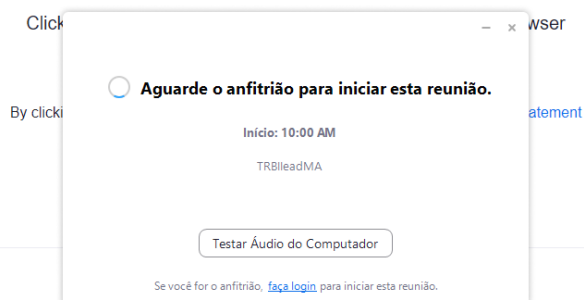 Click
wser
Aguarde o anfitrião para iniciar esta reunião.
By clicki
atement
Início: 10:00 AM
TRBIleadMA
Testar Áudio do Computador
Se você for o anfitrião, faça login para iniciar esta reunião.